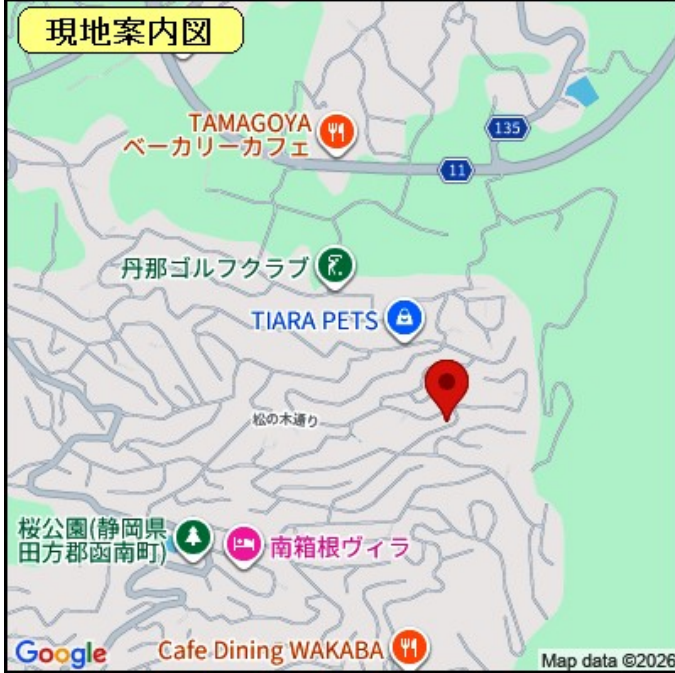 現地案内図
TAMAGOYA
ベーカリーカフェ
135
11
丹那ゴルフクラブ
TIARA PETS
松の木通り
桜公園(静岡県
田方郡函南町)
南箱根ヴィラ
Cafe Dining WAKABA
Google
Map data ©2026